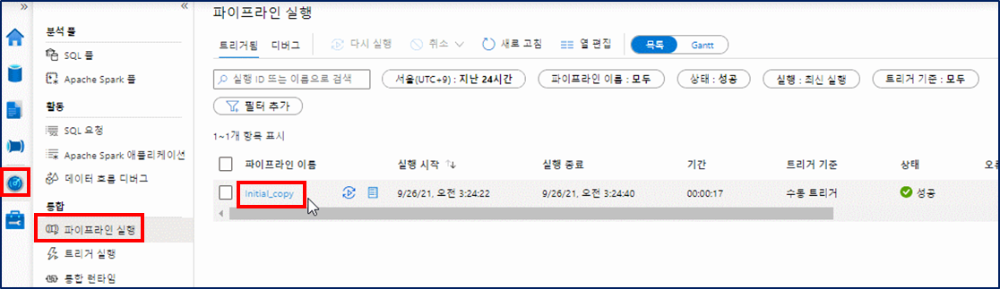 분석 풀
SQL 풀
Apache Spark 풀
활동
SQL 요청
Apache Spark 애플리케이션
데이터 흐름 디버그
통합
파이프라인 실행
트리거 실행
통합 런타임
파이프라인 실행
트리거됨 디버그 다시 실행 취소 새로 고침 열 편집 목록 Gantt
실행 ID 또는 이름으로 검색 서울(UTC+9) : 지난 24시간 파이프라인 이름 : 모두 상태 : 성공 실행 : 최신 실행 트리거 기준 : 모두
필터 추가
1~1개 항목 표시
파이프라인 이름 실행 시작 ↑↓ 실행 종료 기간 트리거 기준 상태
Initial_copy 9/26/21, 오전 3:24:22 9/26/21, 오전 3:24:40 00:00:17 수동 트리거 성공